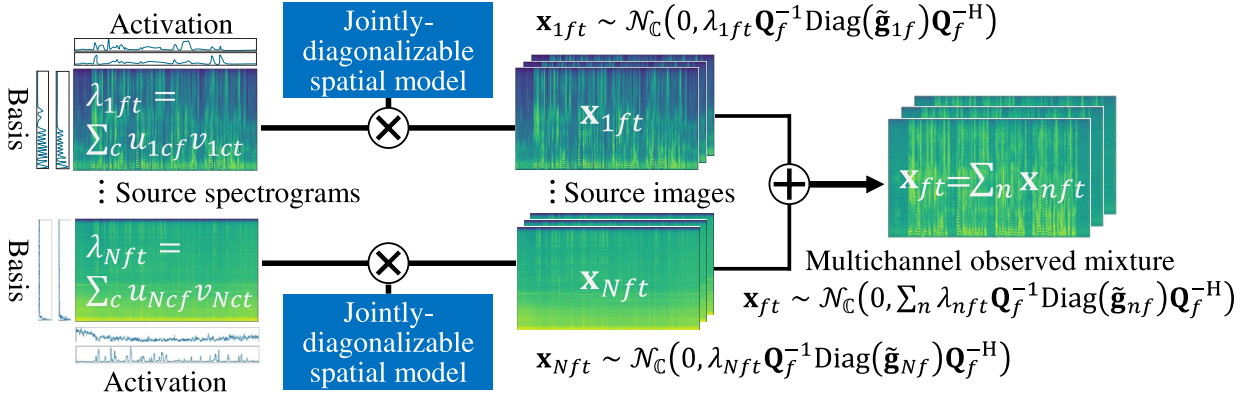 Activation
Basis
λ_{1ft} =
∑_c u_{1cf} v_{1ct}
Jointly-
diagonalizable
spatial model
𝐱_{1ft} ∼ 𝒩_ℂ(0, λ_{1ft} 𝐐_f^{-1} Diag(𝐠̃_{1f}) 𝐐_f^{-H})
𝐱_{1ft}
⋮ Source spectrograms
⋮ Source images
𝐱_{ft}=∑_n 𝐱_{nft}
Multichannel observed mixture
𝐱_{ft} ∼ 𝒩_ℂ(0, ∑_n λ_{nft} 𝐐_f^{-1} Diag(𝐠̃_{nf}) 𝐐_f^{-H})
Basis
λ_{Nft} =
∑_c u_{Ncf} v_{Nct}
𝐱_{Nft}
Jointly-
diagonalizable
spatial model
𝐱_{Nft} ∼ 𝒩_ℂ(0, λ_{Nft} 𝐐_f^{-1} Diag(𝐠̃_{Nf}) 𝐐_f^{-H})
Activation